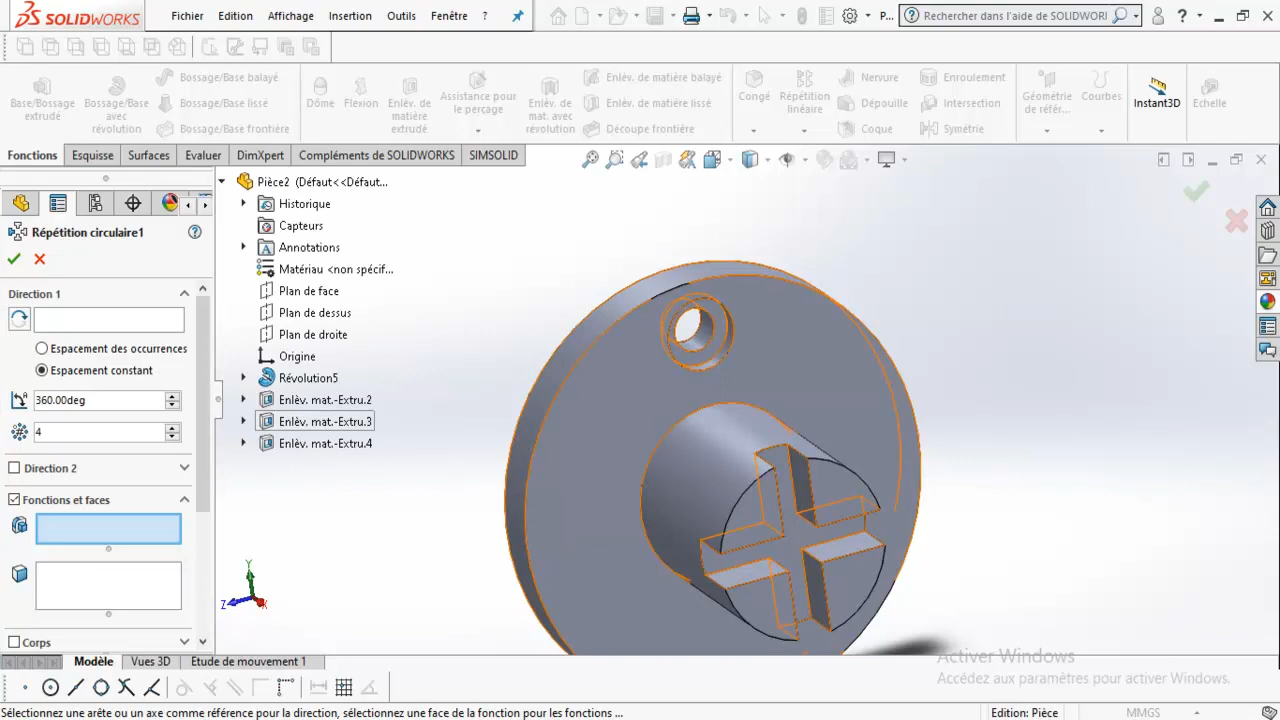 SOLIDWORKS
Fichier Edition Affichage Insertion Outils Fenêtre ?
P...
Rechercher dans l'aide de SOLIDWORI
?
Base/Bossage extrudé
Bossage/Base avec révolution
Bossage/Base balayé
Bossage/Base lissé
Bossage/Base frontière
Dôme
Flexion
Enlèv. de matière extrudé
Assistance pour le perçage
Enlèv. de mat. avec révolution
Enlèv. de matière balayé
Enlèv. de matière lissé
Découpe frontière
Congé
Répétition linéaire
Nervure
Dépouille
Coque
Enroulement
Intersection
Symétrie
Géométrie de référ...
Courbes
Instant3D
Echelle
Fonctions Esquisse Surfaces Evaluer DimXpert Compléments de SOLIDWORKS SIMSOLID
Répétition circulaire1
Direction 1
Espacement des occurrences
Espacement constant
360.00deg
4
Direction 2
Fonctions et faces
Corps
Pièce2 (Défaut<<Défaut...
Historique
Capteurs
Annotations
Matériau <non spécif...
Plan de face
Plan de dessus
Plan de droite
Origine
Révolution5
Enlèv. mat.-Extru.2
Enlèv. mat.-Extru.3
Enlèv. mat.-Extru.4
Y
Z
X
Activer Windows
Accédez aux paramètres pour activer Windows.
Modèle Vues 3D Etude de mouvement 1
Sélectionnez une arête ou un axe comme référence pour la direction, sélectionnez une face de la fonction pour les fonctions ...
Edition: Pièce
MMGS